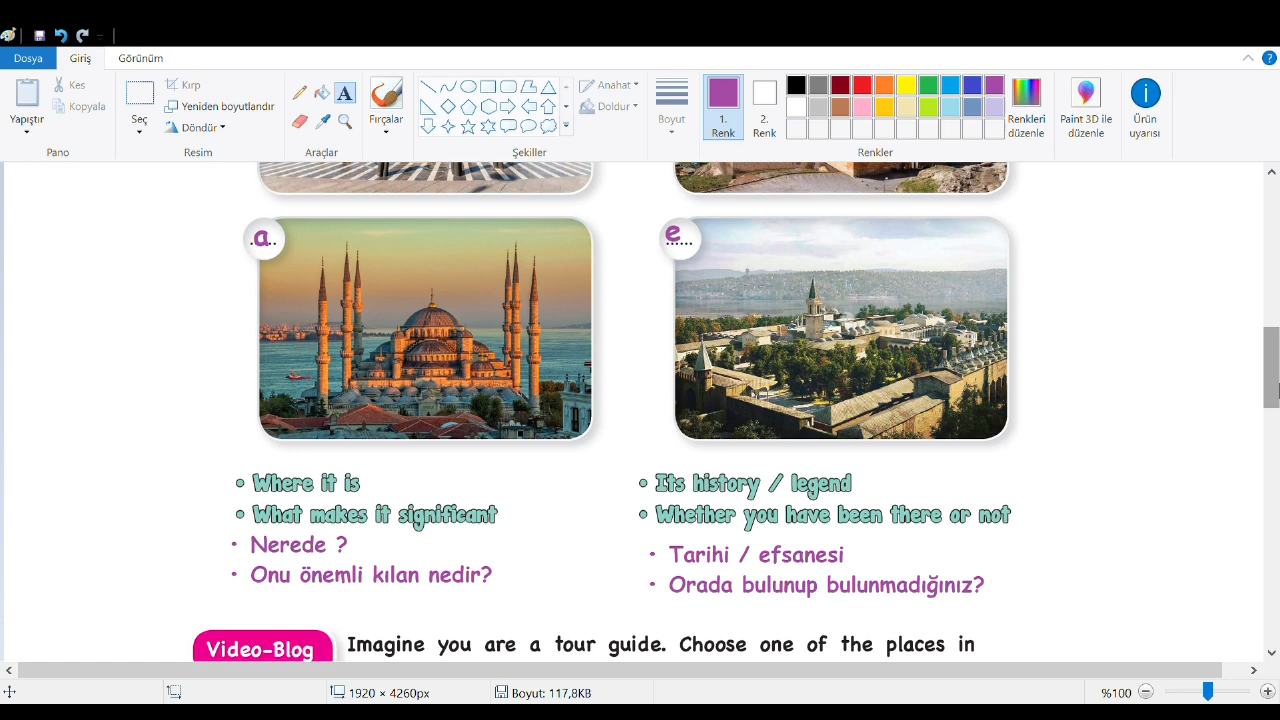 Dosya Giriş Görünüm
Yapıştır
Kes
Kopyala
Seç
Kırp
Yeniden boyutlandır
Döndür
A
Fırçalar
Anahat
Doldur
Boyut
1. Renk
2. Renk
Renkleri düzenle
Paint 3D ile düzenle
Ürün uyarısı
Pano Resim Araçlar Şekiller Renkler
a
e
• Where it is
• What makes it significant
· Nerede ?
· Onu önemli kılan nedir?
• Its history / legend
• Whether you have been there or not
· Tarihi / efsanesi
· Orada bulunup bulunmadığınız?
Video-Blog
Imagine you are a tour guide. Choose one of the places in
1920 × 4260px Boyut: 117,8KB %100